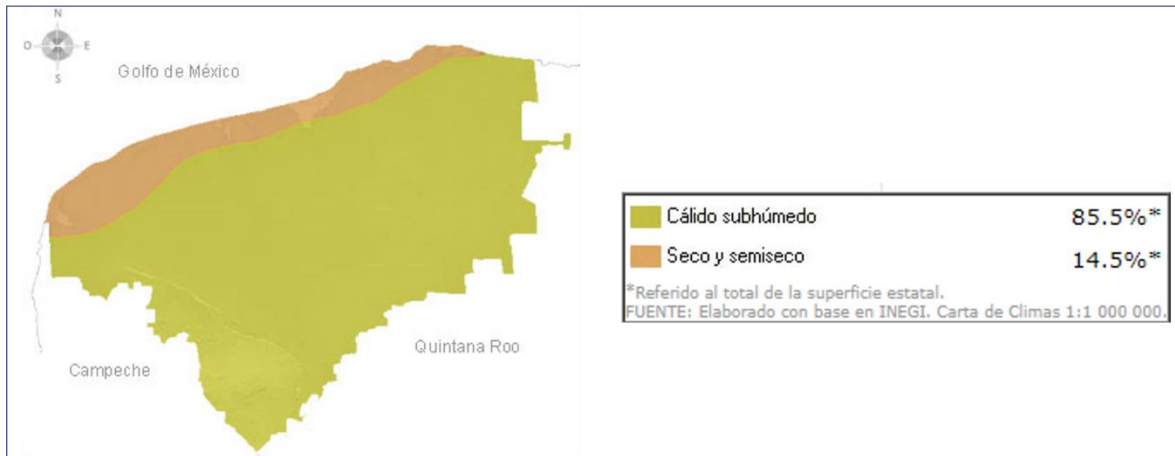 N
O
E
S
Golfo de México
Campeche
Quintana Roo
Cálido subhúmedo 85.5%*
Seco y semiseco 14.5%*
*Referido al total de la superficie estatal.
FUENTE: Elaborado con base en INEGI. Carta de Climas 1:1 000 000.